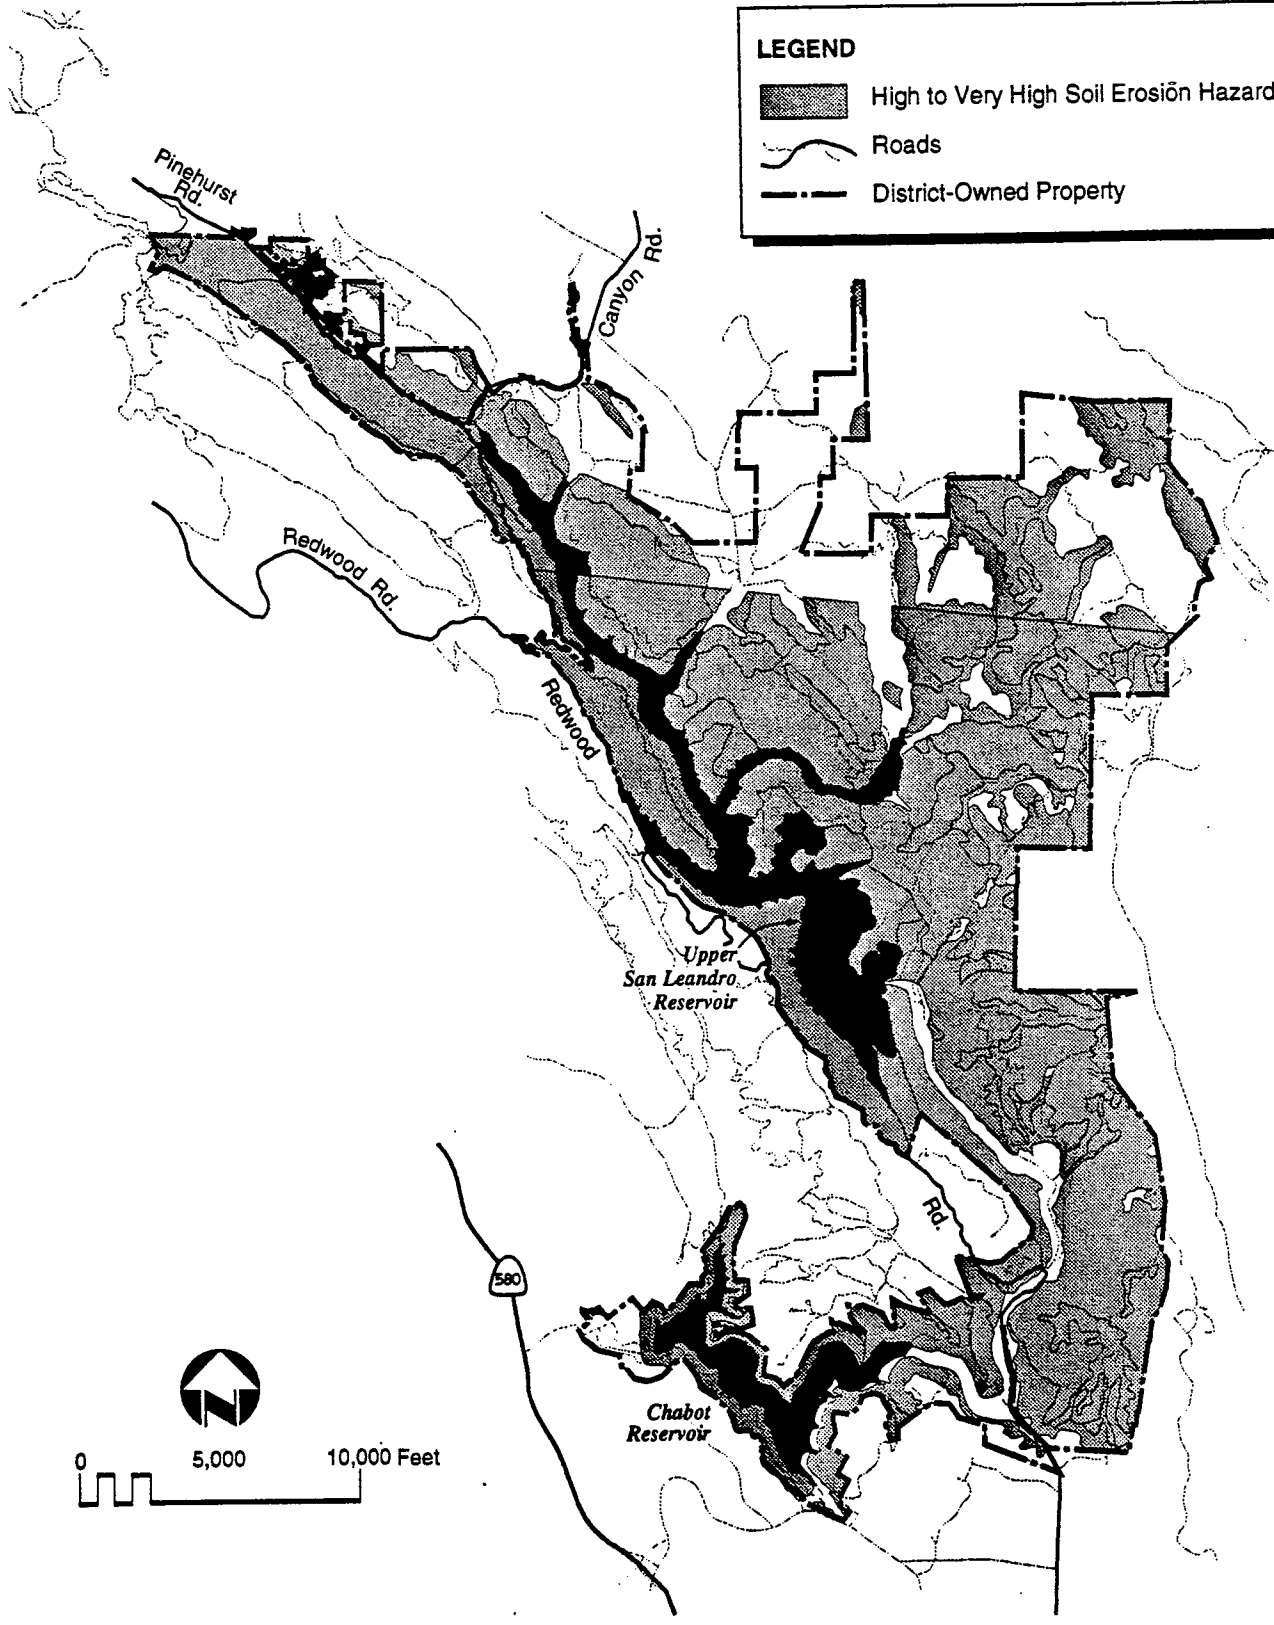 LEGEND
High to Very High Soil Erosion Hazard
Roads
District-Owned Property
Pinehurst
Rd.
Canyon Rd.
Redwood Rd.
Redwood
Upper
San Leandro
Reservoir
Rd.
580
Chabot
Reservoir
N
0 5,000 10,000 Feet